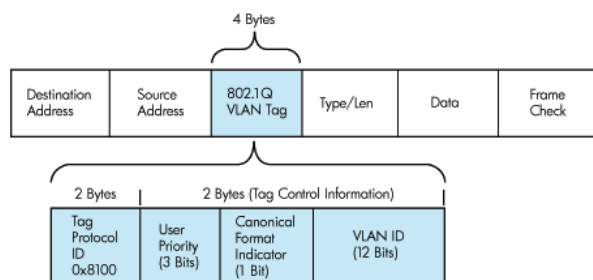 4 Bytes
Destination
Address
Source
Address
802.1Q
VLAN Tag
Type/Len
Data
Frame
Check
2 Bytes
2 Bytes (Tag Control Information)
Tag
Protocol
ID
0x8100
User
Priority
(3 Bits)
Canonical
Format
Indicator
(1 Bit)
VLAN ID
(12 Bits)